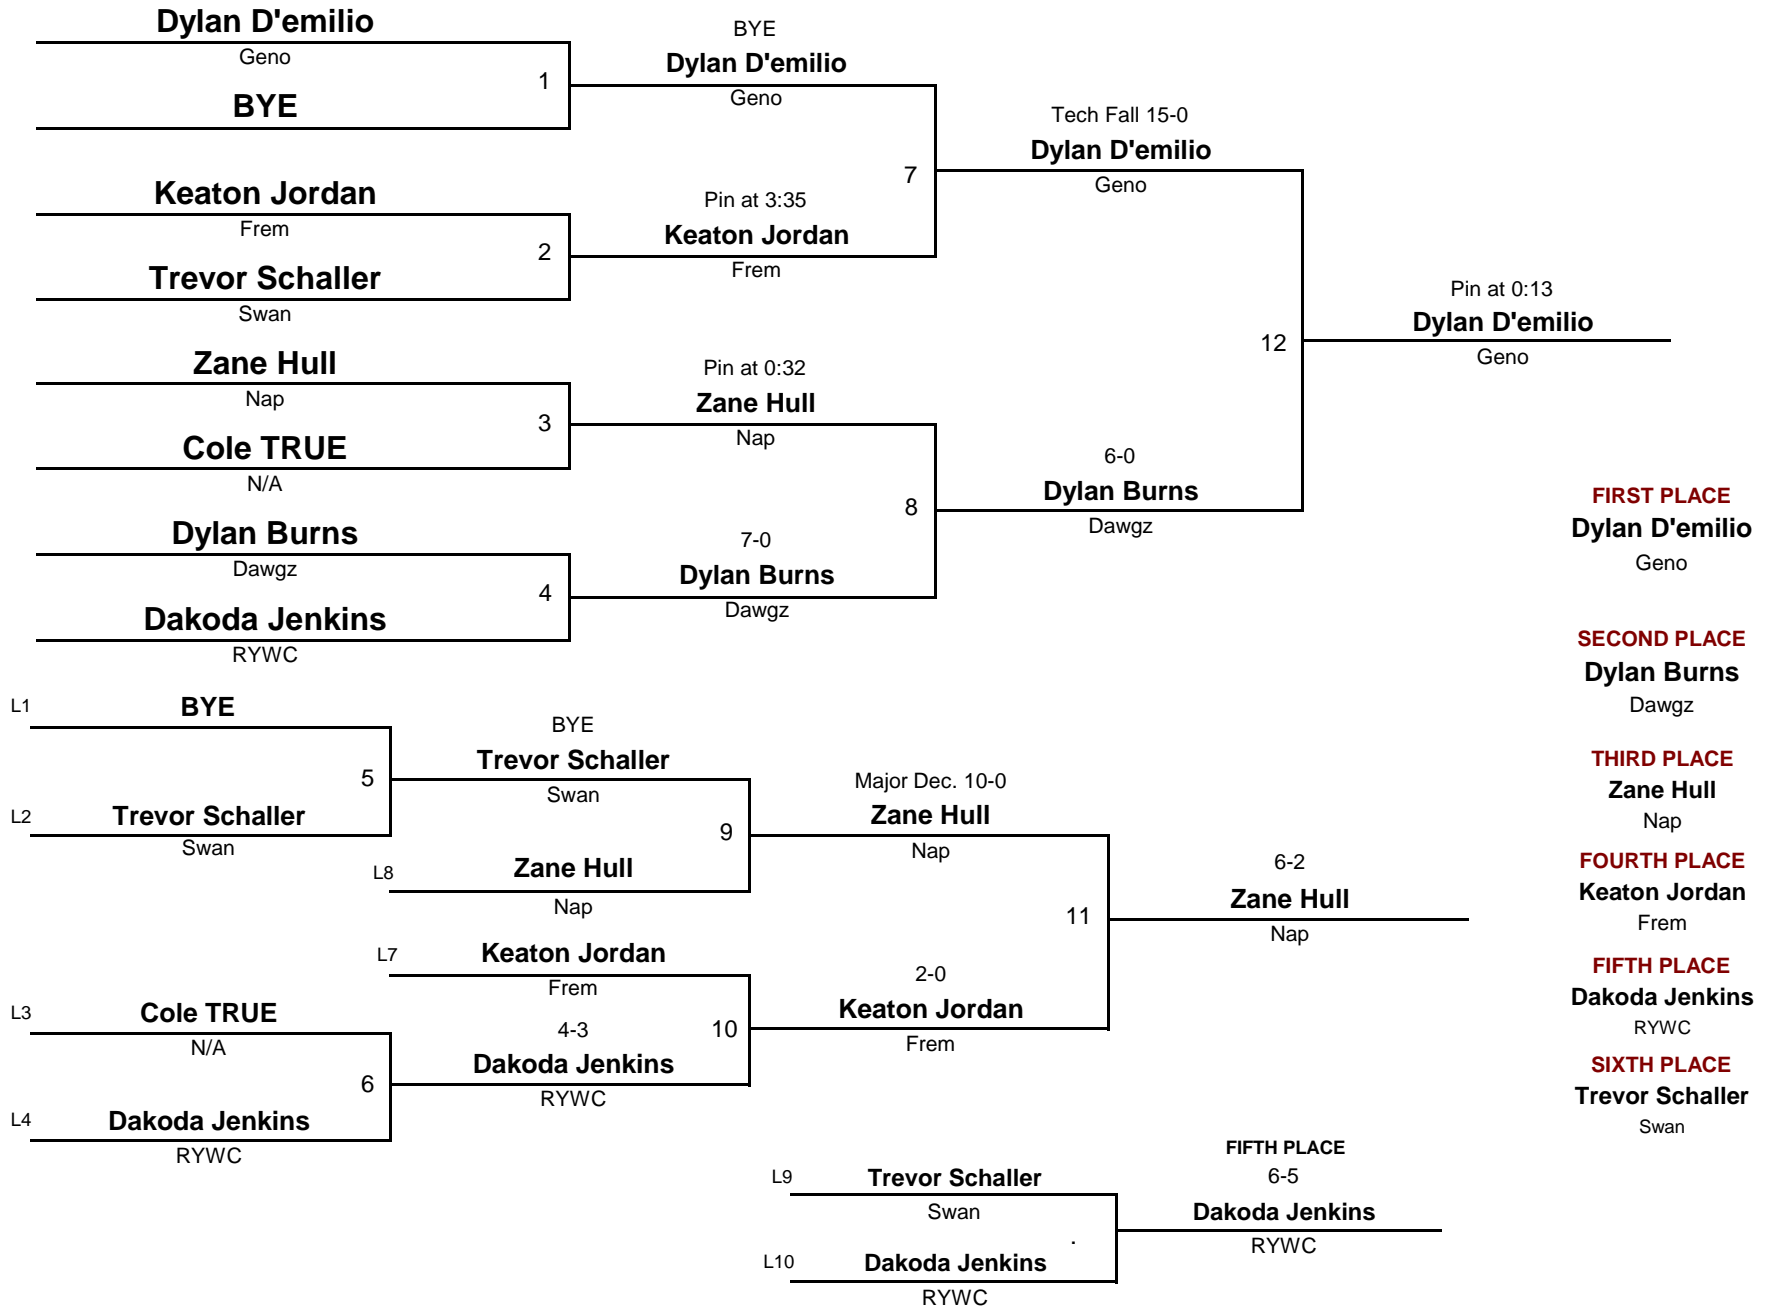 Dylan D'emilio
Geno
1
BYE
Keaton Jordan
Frem
2
Trevor Schaller
Swan
Zane Hull
Nap
3
Cole TRUE
N/A
Dylan Burns
Dawgz
4
Dakoda Jenkins
RYWC
BYE
Dylan D'emilio
Geno
7
Pin at 3:35
Keaton Jordan
Frem
Pin at 0:32
Zane Hull
Nap
8
7-0
Dylan Burns
Dawgz
Tech Fall 15-0
Dylan D'emilio
Geno
12
6-0
Dylan Burns
Dawgz
Pin at 0:13
Dylan D'emilio
Geno
L1
BYE
5
L2
Trevor Schaller
Swan
L3
Cole TRUE
N/A
6
L4
Dakoda Jenkins
RYWC
BYE
Trevor Schaller
Swan
9
L8
Zane Hull
Nap
L7
Keaton Jordan
Frem
10
4-3
Dakoda Jenkins
RYWC
Major Dec. 10-0
Zane Hull
Nap
11
2-0
Keaton Jordan
Frem
6-2
Zane Hull
Nap
L9
Trevor Schaller
Swan
.
L10
Dakoda Jenkins
RYWC
FIFTH PLACE
6-5
Dakoda Jenkins
RYWC
FIRST PLACE
Dylan D'emilio
Geno
SECOND PLACE
Dylan Burns
Dawgz
THIRD PLACE
Zane Hull
Nap
FOURTH PLACE
Keaton Jordan
Frem
FIFTH PLACE
Dakoda Jenkins
RYWC
SIXTH PLACE
Trevor Schaller
Swan